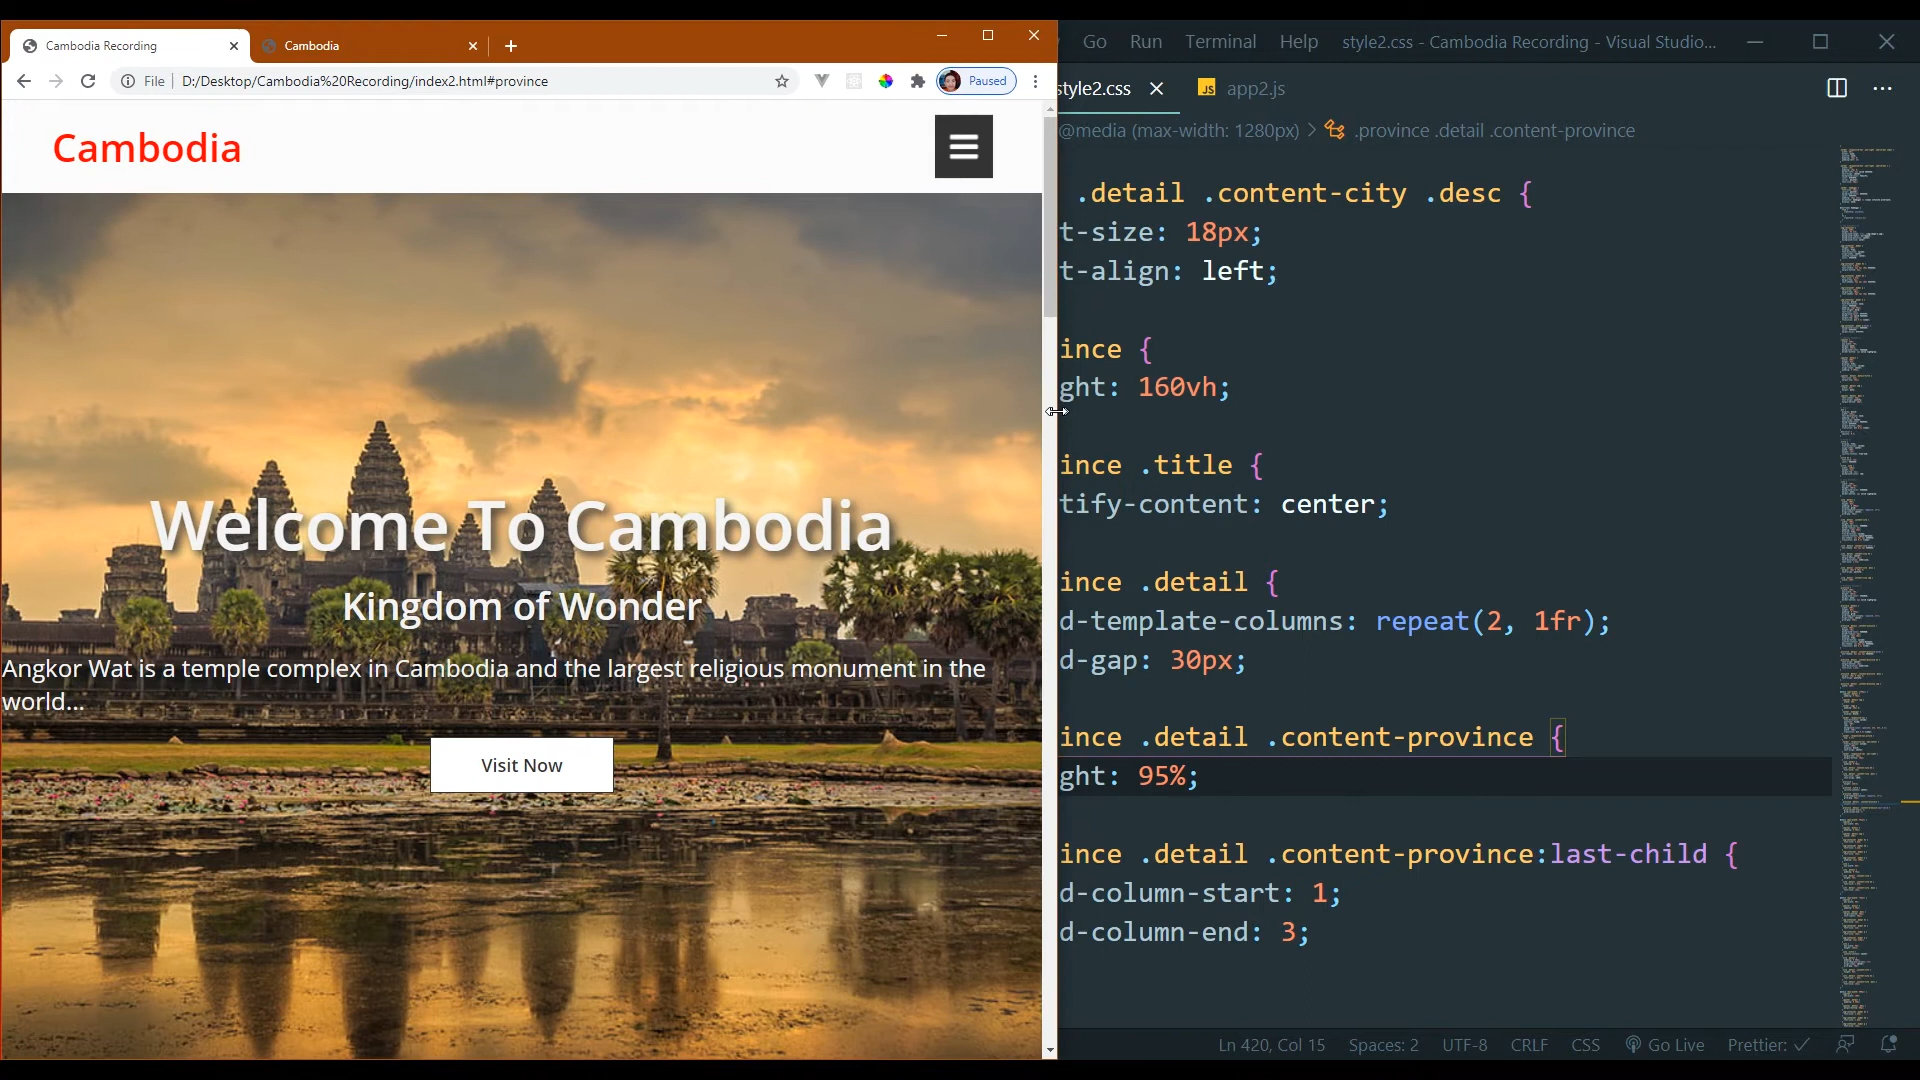 Cambodia Recording
Cambodia
File D:/Desktop/Cambodia%20Recording/index2.html#province
Paused
Cambodia
Welcome To Cambodia
Kingdom of Wonder
Angkor Wat is a temple complex in Cambodia and the largest religious monument in the
world...
Visit Now
Go Run Terminal Help style2.css - Cambodia Recording - Visual Studio...
style2.css
JS app2.js
@media (max-width: 1280px) > .province .detail .content-province
.detail .content-city .desc {
t-size: 18px;
t-align: left;
ince {
ght: 160vh;
ince .title {
tify-content: center;
ince .detail {
d-template-columns: repeat(2, 1fr);
d-gap: 30px;
ince .detail .content-province {
ght: 95%;
ince .detail .content-province:last-child {
d-column-start: 1;
d-column-end: 3;
Ln 420, Col 15 Spaces: 2 UTF-8 CRLF CSS Go Live Prettier: ✓